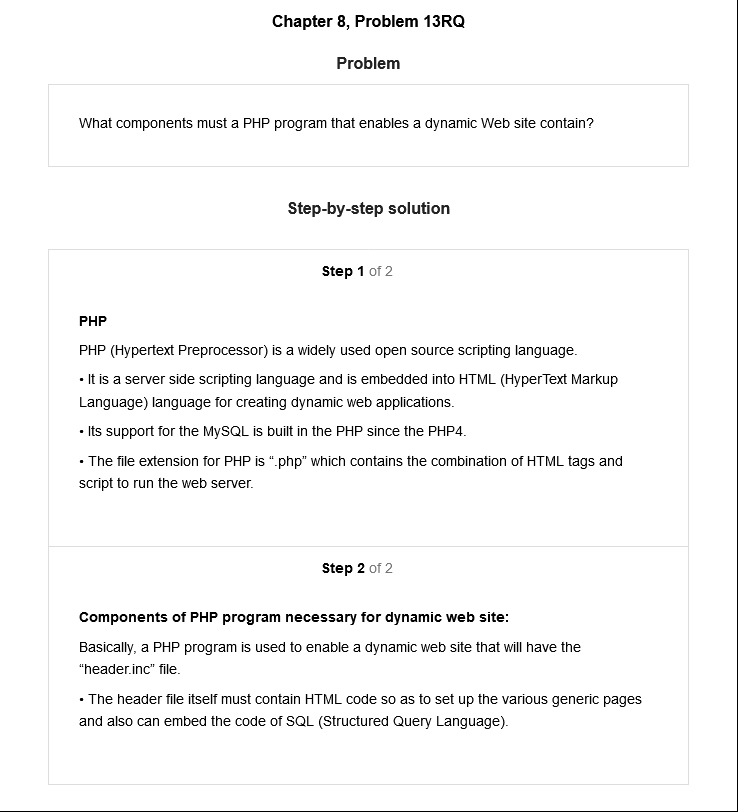 Chapter 8, Problem 13RQ
Problem
What components must a PHP program that enables a dynamic Web site contain?
Step-by-step solution
Step 1 of 2
PHP
PHP (Hypertext Preprocessor) is a widely used open source scripting language.
• It is a server side scripting language and is embedded into HTML (HyperText Markup
Language) language for creating dynamic web applications.
• Its support for the MySQL is built in the PHP since the PHP4.
• The file extension for PHP is “.php” which contains the combination of HTML tags and
script to run the web server.
Step 2 of 2
Components of PHP program necessary for dynamic web site:
Basically, a PHP program is used to enable a dynamic web site that will have the
“header.inc” file.
• The header file itself must contain HTML code so as to set up the various generic pages
and also can embed the code of SQL (Structured Query Language).